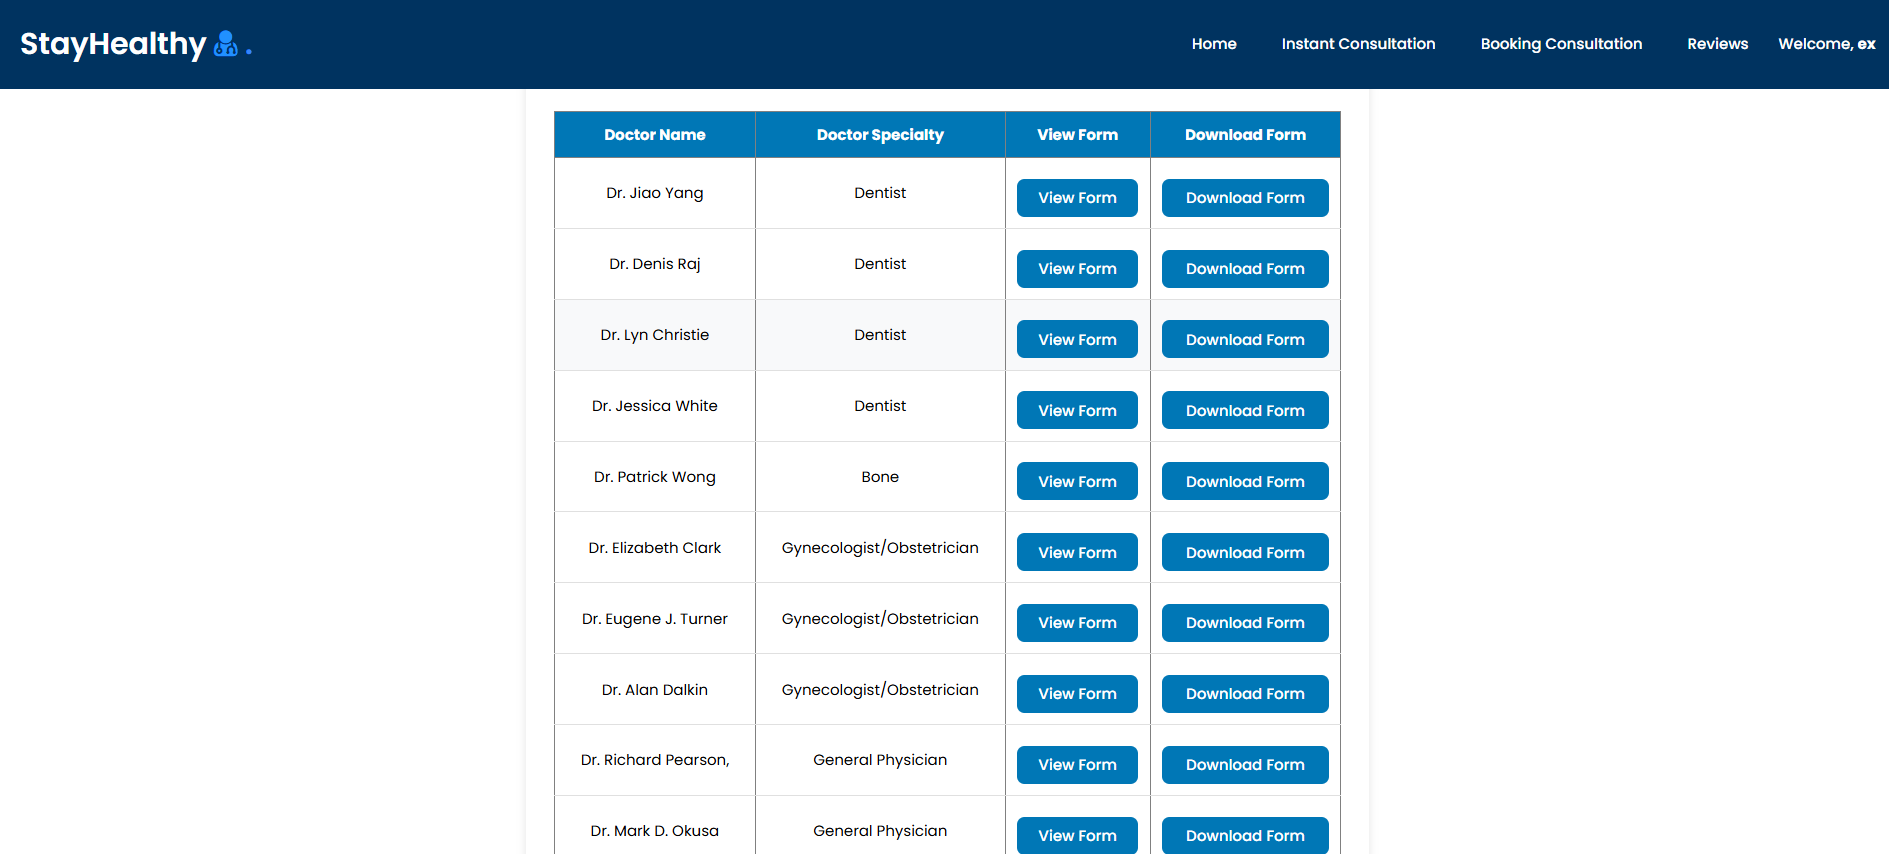 StayHealthy .
Home Instant Consultation Booking Consultation Reviews Welcome, ex
Doctor Name Doctor Specialty View Form Download Form
Dr. Jiao Yang Dentist View Form Download Form
Dr. Denis Raj Dentist View Form Download Form
Dr. Lyn Christie Dentist View Form Download Form
Dr. Jessica White Dentist View Form Download Form
Dr. Patrick Wong Bone View Form Download Form
Dr. Elizabeth Clark Gynecologist/Obstetrician View Form Download Form
Dr. Eugene J. Turner Gynecologist/Obstetrician View Form Download Form
Dr. Alan Dalkin Gynecologist/Obstetrician View Form Download Form
Dr. Richard Pearson, General Physician View Form Download Form
Dr. Mark D. Okusa General Physician View Form Download Form